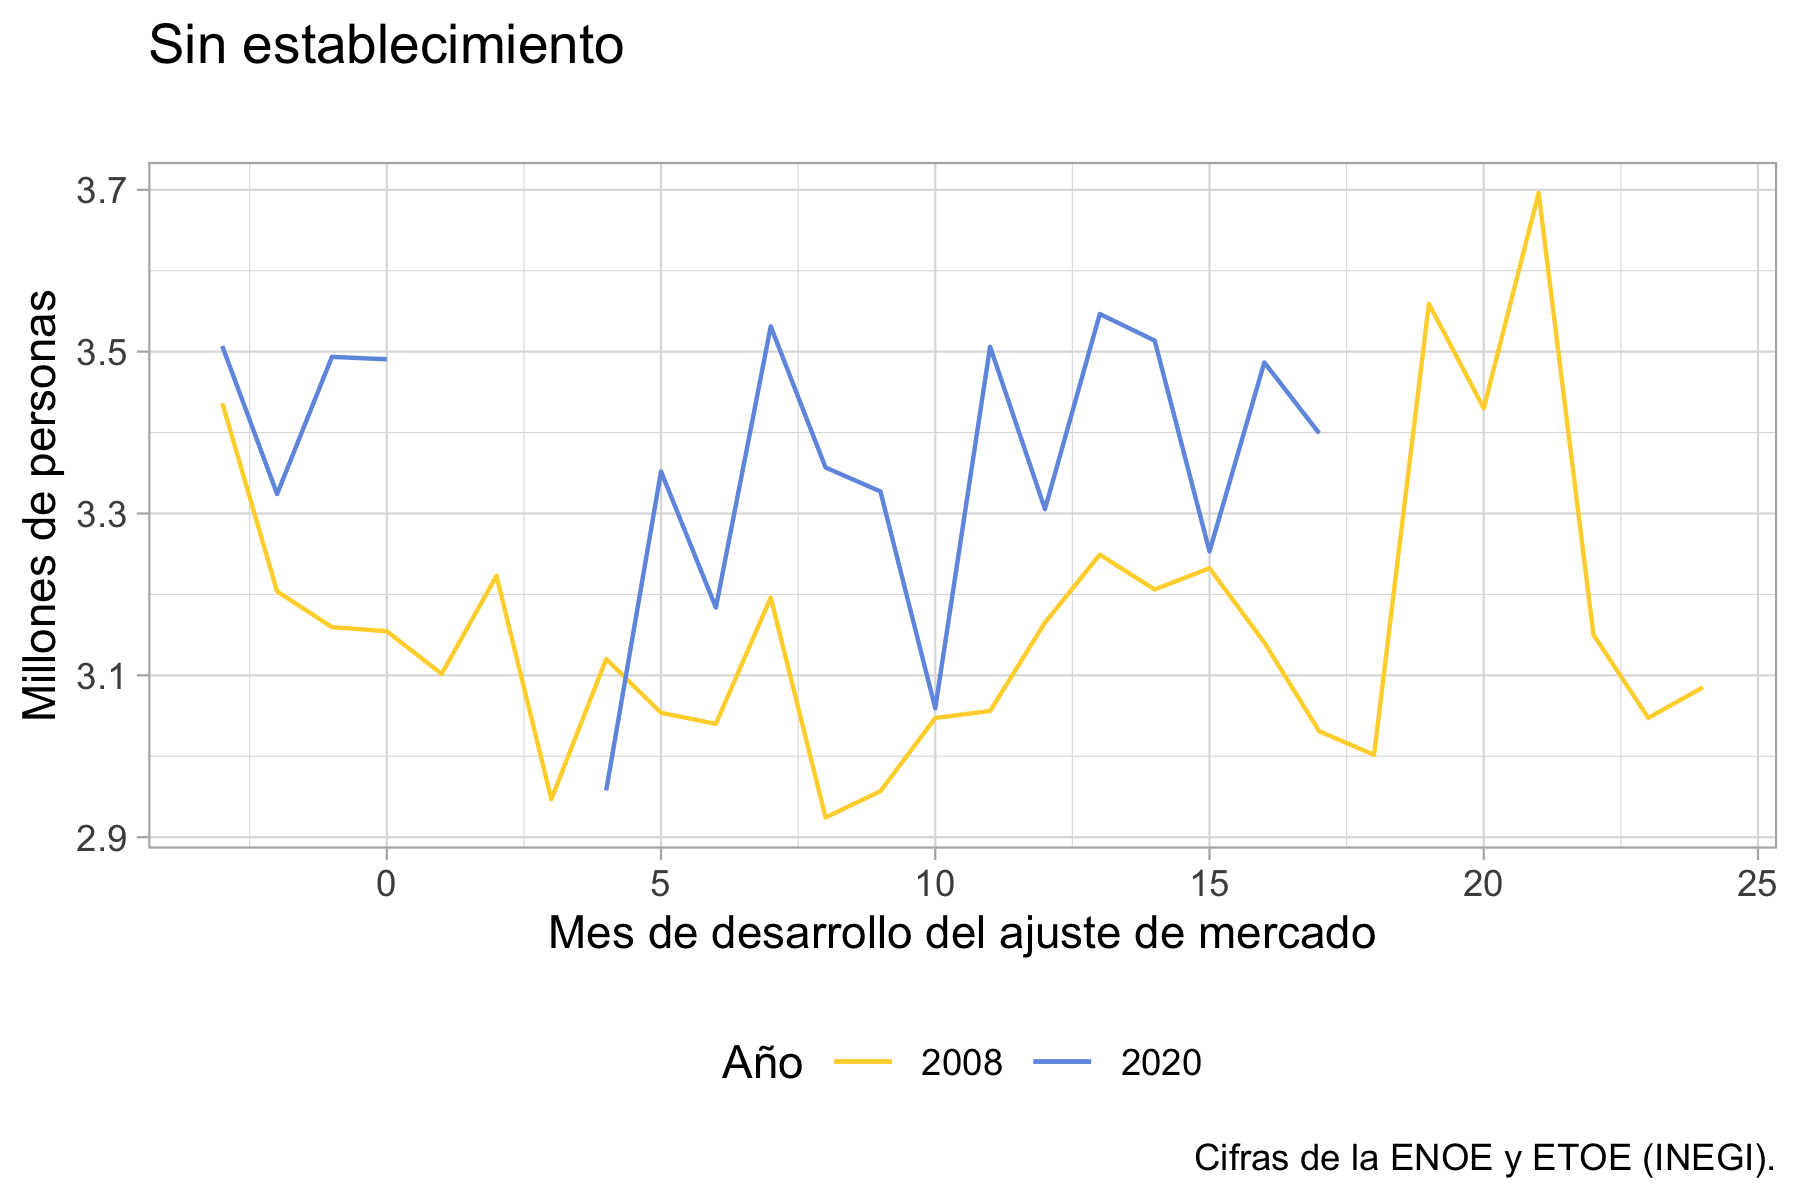 Sin establecimiento
Millones de personas
3.7
3.5
3.3
3.1
2.9
0 5 10 15 20 25
Mes de desarrollo del ajuste de mercado
Año 2008 2020
Cifras de la ENOE y ETOE (INEGI).